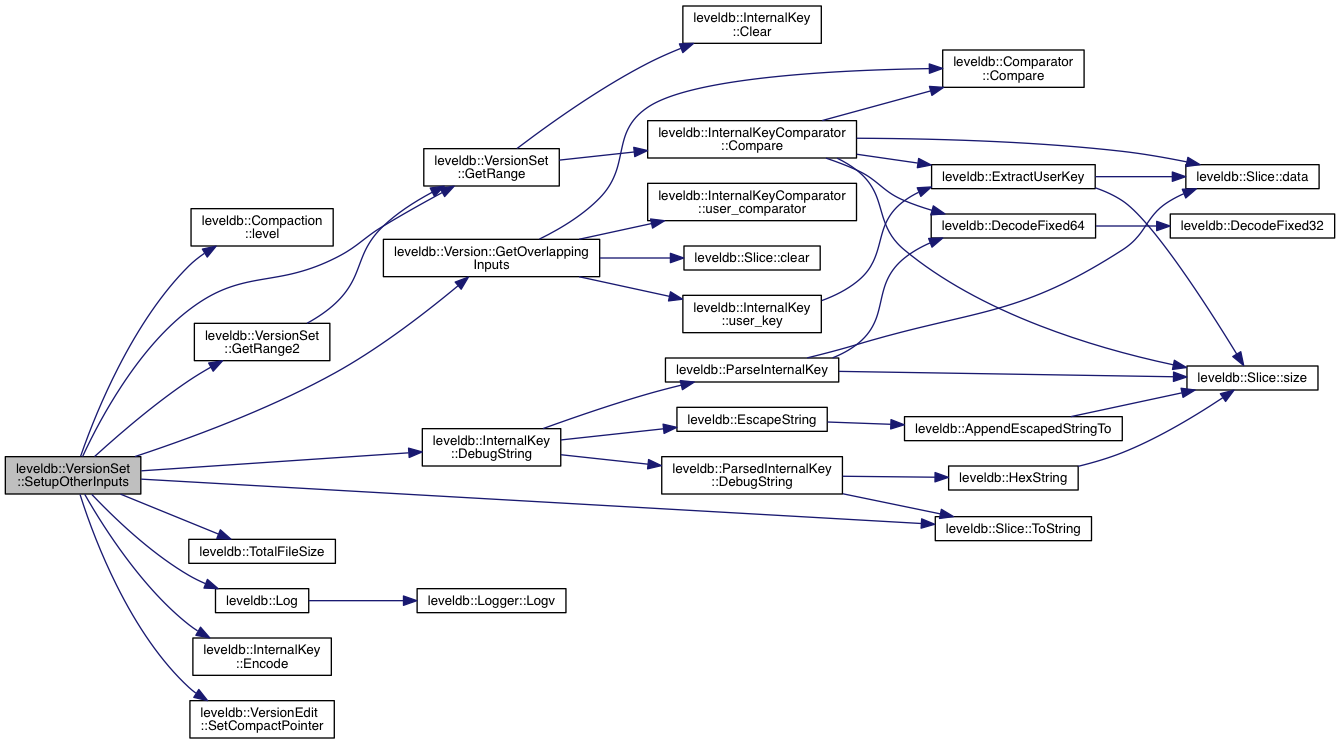 leveldb::VersionSet
::SetupOtherInputs
leveldb::Compaction
::level
leveldb::VersionSet
::GetRange2
leveldb::TotalFileSize
leveldb::Log
leveldb::InternalKey
::Encode
leveldb::VersionEdit
::SetCompactPointer
leveldb::VersionSet
::GetRange
leveldb::Version::GetOverlapping
Inputs
leveldb::InternalKey
::DebugString
leveldb::Logger::Logv
leveldb::InternalKey
::Clear
leveldb::InternalKeyComparator
::Compare
leveldb::InternalKeyComparator
::user_comparator
leveldb::Slice::clear
leveldb::InternalKey
::user_key
leveldb::ParseInternalKey
leveldb::EscapeString
leveldb::ParsedInternalKey
::DebugString
leveldb::Comparator
::Compare
leveldb::ExtractUserKey
leveldb::DecodeFixed64
leveldb::AppendEscapedStringTo
leveldb::HexString
leveldb::Slice::ToString
leveldb::Slice::data
leveldb::DecodeFixed32
leveldb::Slice::size